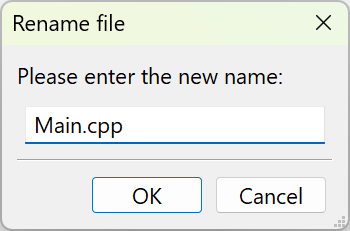 Rename file
Please enter the new name:
Main.cpp
OK
Cancel